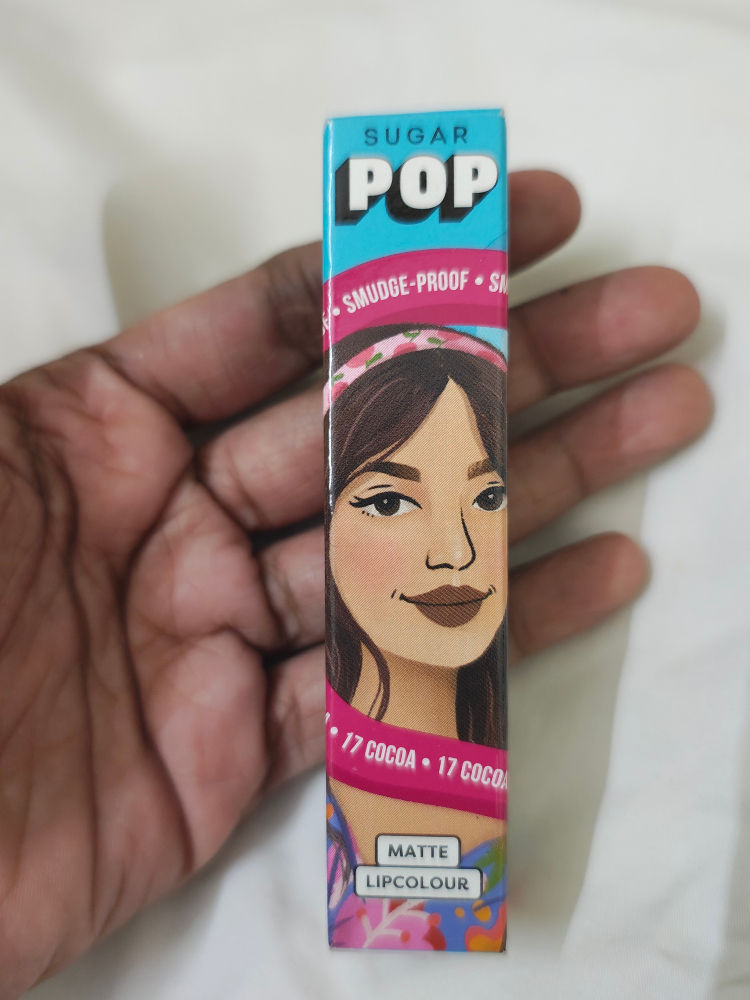 SUGAR
POP
• SMUDGE-PROOF •
• 17 COCOA • 17 COCOA
MATTE
LIPCOLOUR